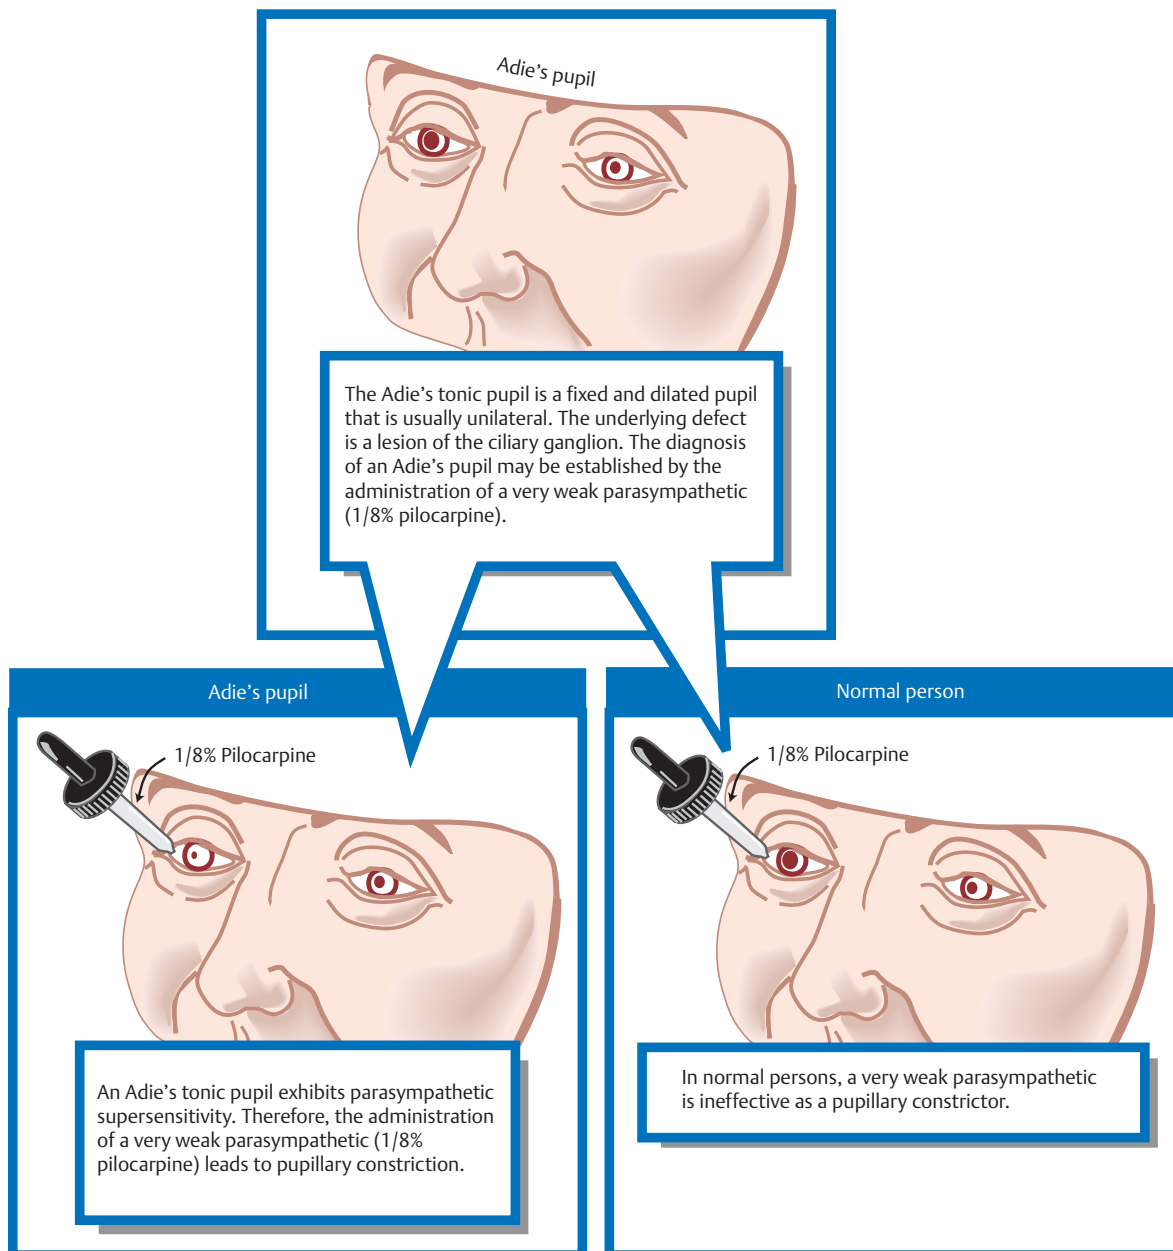 Adie’s pupil
The Adie’s tonic pupil is a fixed and dilated pupil
that is usually unilateral. The underlying defect
is a lesion of the ciliary ganglion. The diagnosis
of an Adie’s pupil may be established by the
administration of a very weak parasympathetic
(1/8% pilocarpine).
Adie’s pupil
1/8% Pilocarpine
An Adie’s tonic pupil exhibits parasympathetic
supersensitivity. Therefore, the administration
of a very weak parasympathetic (1/8%
pilocarpine) leads to pupillary constriction.
Normal person
1/8% Pilocarpine
In normal persons, a very weak parasympathetic
is ineffective as a pupillary constrictor.